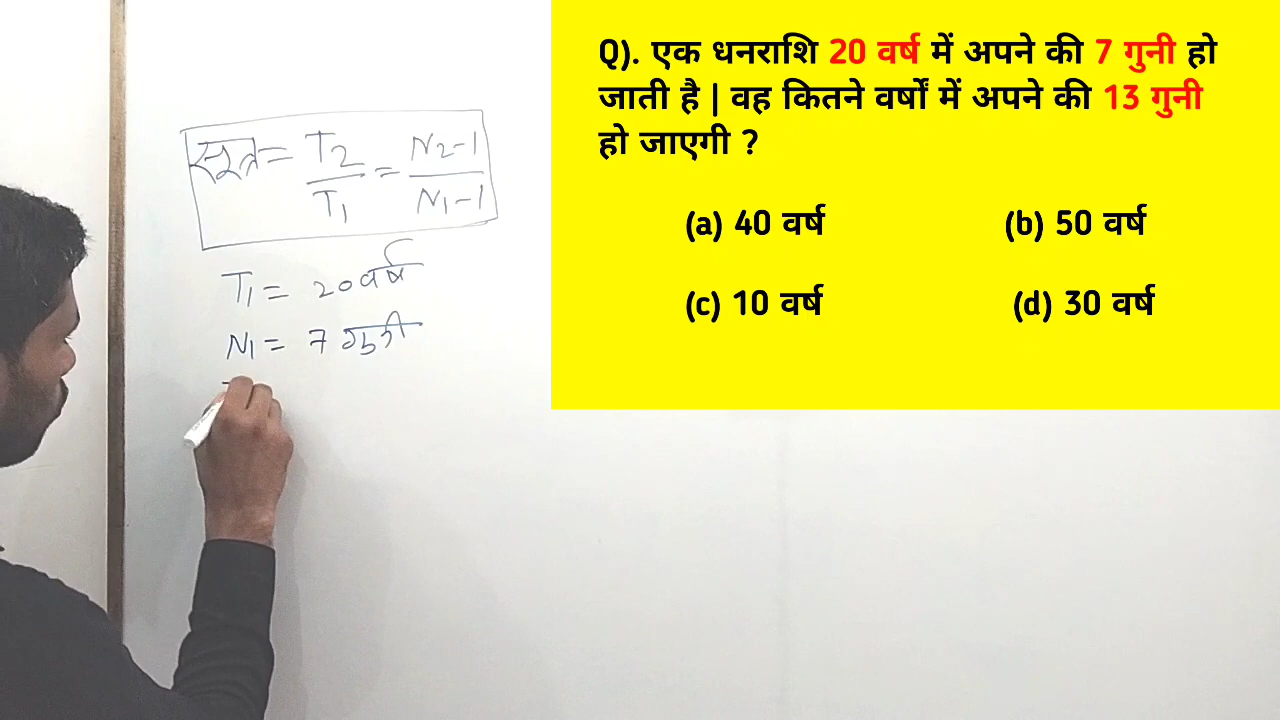 सूत्र = T2/T1 = N2-1/N1-1
T1 = 20 वर्ष
N1 = 7 गुनी
Q). एक धनराशि 20 वर्ष में अपने की 7 गुनी हो
जाती है | वह कितने वर्षों में अपने की 13 गुनी
हो जाएगी ?
(a) 40 वर्ष (b) 50 वर्ष
(c) 10 वर्ष (d) 30 वर्ष